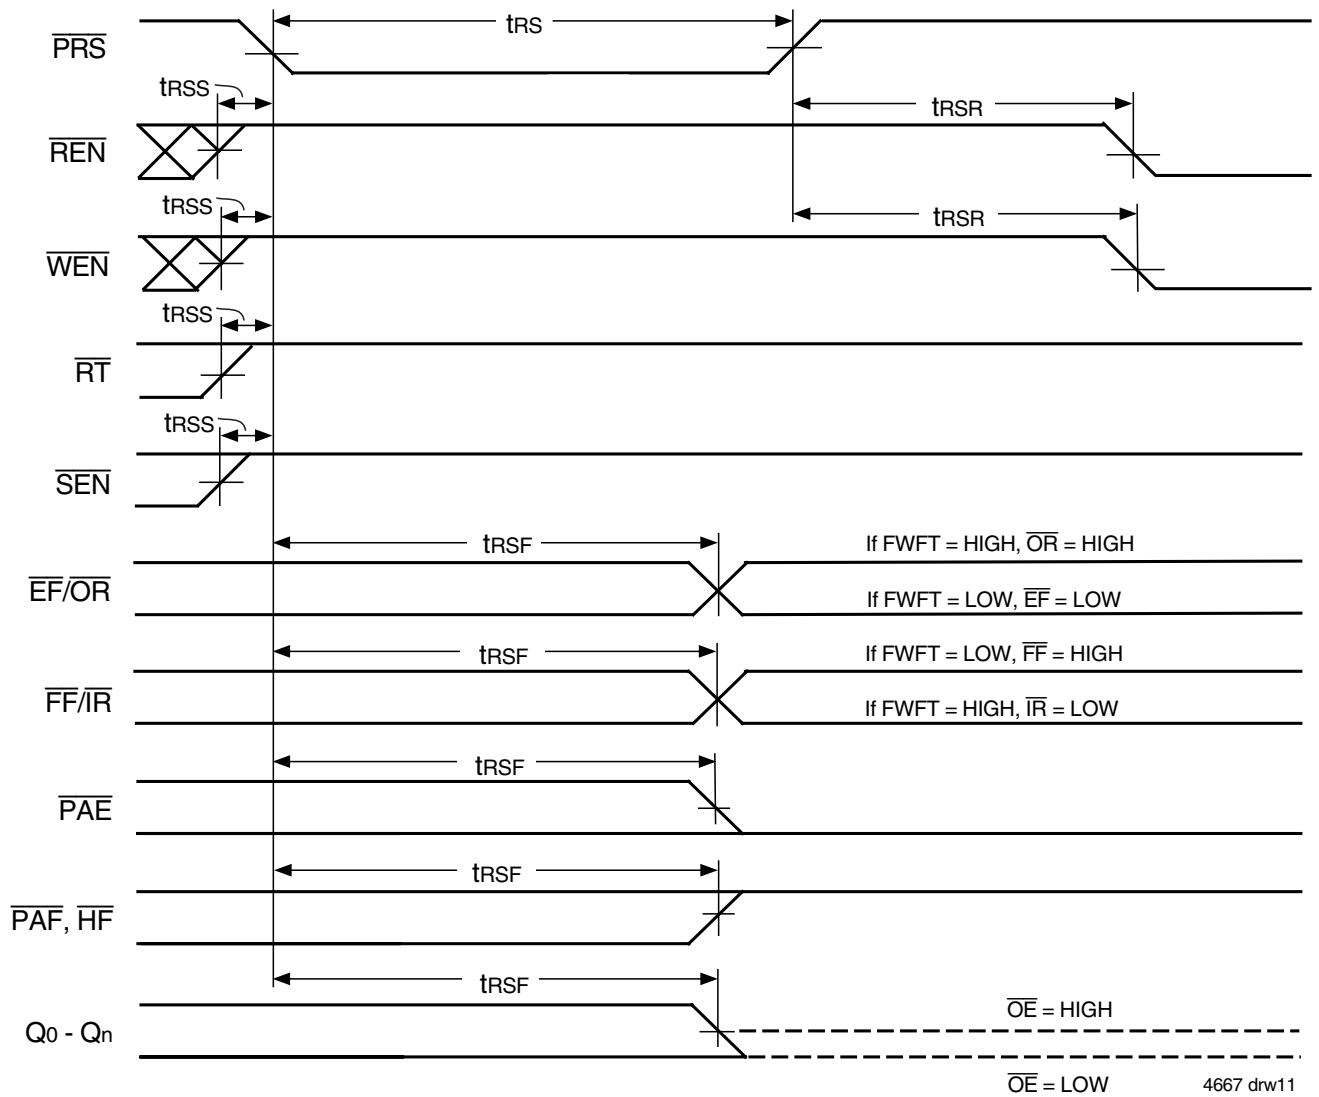 tRS
PRS
tRSS
tRSR
REN
tRSS
tRSR
WEN
tRSS
RT
tRSS
SEN
tRSF
If FWFT = HIGH, OR = HIGH
EF/OR
If FWFT = LOW, EF = LOW
tRSF
If FWFT = LOW, FF = HIGH
FF/IR
If FWFT = HIGH, IR = LOW
tRSF
PAE
tRSF
PAF, HF
tRSF
OE = HIGH
Q0 - Qn
OE = LOW
4667 drw11